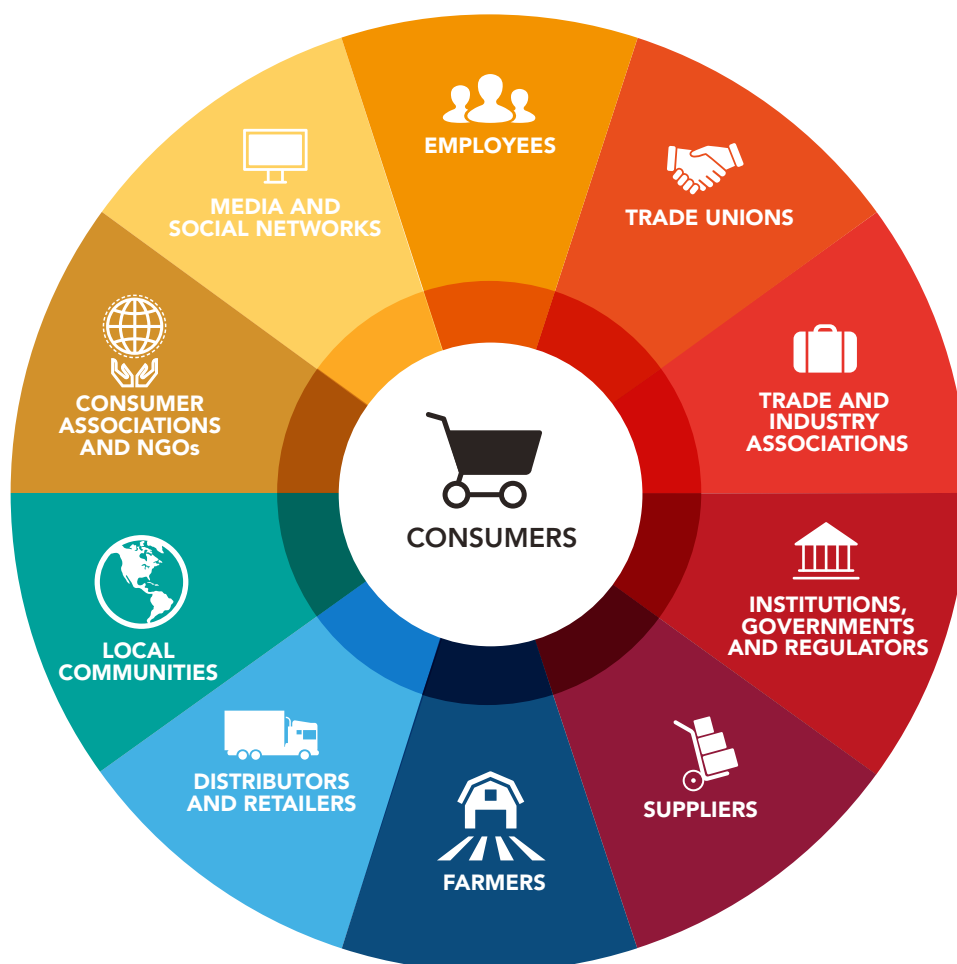 EMPLOYEES
TRADE UNIONS
TRADE AND
INDUSTRY
ASSOCIATIONS
INSTITUTIONS,
GOVERNMENTS
AND REGULATORS
SUPPLIERS
FARMERS
DISTRIBUTORS
AND RETAILERS
LOCAL
COMMUNITIES
CONSUMER
ASSOCIATIONS
AND NGOs
MEDIA AND
SOCIAL NETWORKS
CONSUMERS